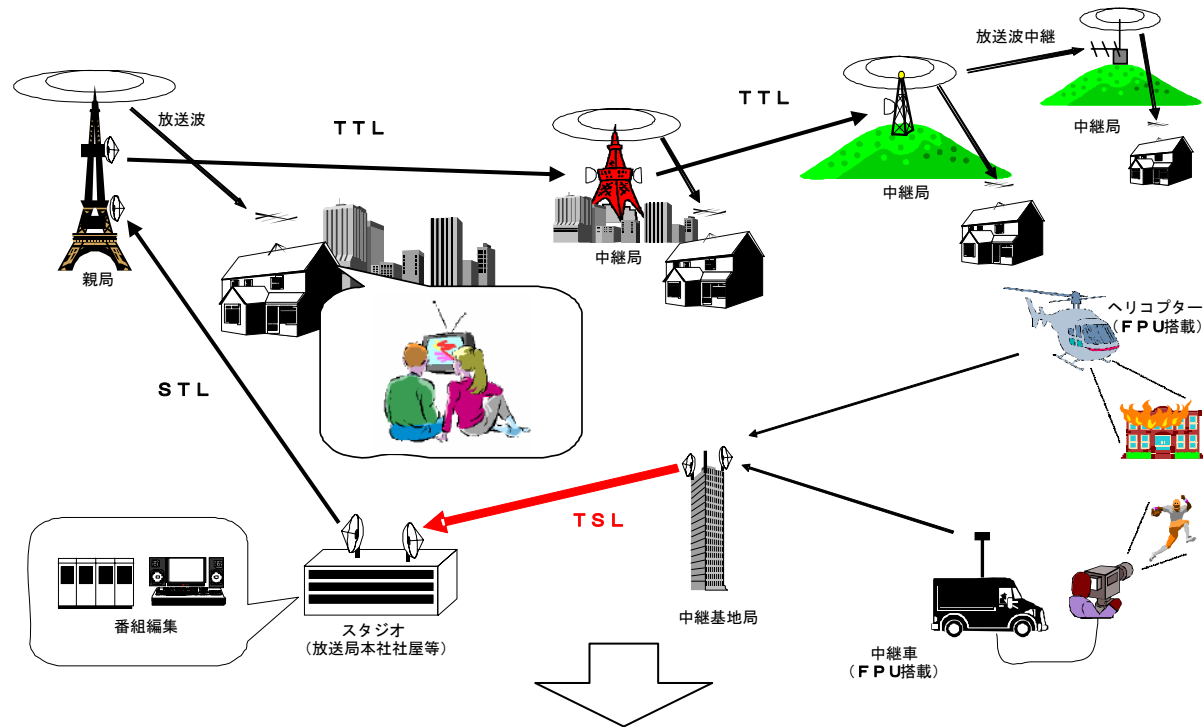 放送波中継
放送波
ＴＴＬ
ＴＴＬ
中継局
中継局
中継局
親局
ヘリコプター
（ＦＰＵ搭載）
ＳＴＬ
ＴＳＬ
番組編集
スタジオ
（放送局本社社屋等）
中継基地局
中継車
（ＦＰＵ搭載）